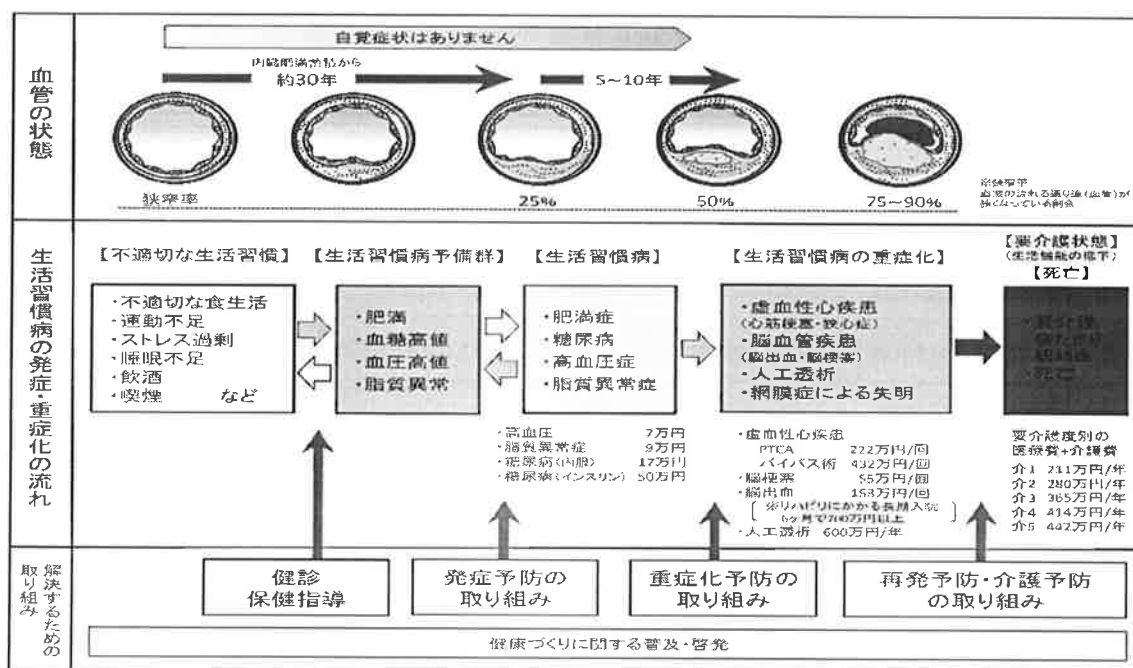 血管の状態
自覚症状はありません
内臓肥満蓄積から
約30年
5～10年
狭窄率
25%
50%
75～90%
生活習慣病の発症・重症化の流れ
【不適切な生活習慣】
・不適切な食生活
・運動不足
・ストレス過剰
・睡眠不足
・飲酒
・喫煙 など
【生活習慣病予備群】
・肥満
・血糖高値
・血圧高値
・脂質異常
【生活習慣病】
・肥満症
・糖尿病
・高血圧症
・脂質異常症
・高血圧 7万円
・脂質異常症 9万円
・糖尿病(内服) 17万円
・糖尿病(インスリン) 50万円
【生活習慣病の重症化】
・虚血性心疾患
(心筋梗塞・狭心症)
・脳血管疾患
(脳出血・脳梗塞)
・人工透析
・網膜症による失明
・虚血性心疾患
PTCA 222万円/回
バイパス術 432万円/回
・脳梗塞
・脳出血
・人工透析 600万円/年
【要介護状態】
(生活機能の低下)
【死亡】
・死亡
要介護度別の
医療費+介護費
介1 211万円/年
介2 280万円/年
介3 365万円/年
介4 414万円/年
介5 442万円/年
解決するための
取り組み
健診
保健指導
発症予防の
取り組み
重症化予防の
取り組み
再発予防・介護予防
の取り組み
健康づくりに関する普及・啓発